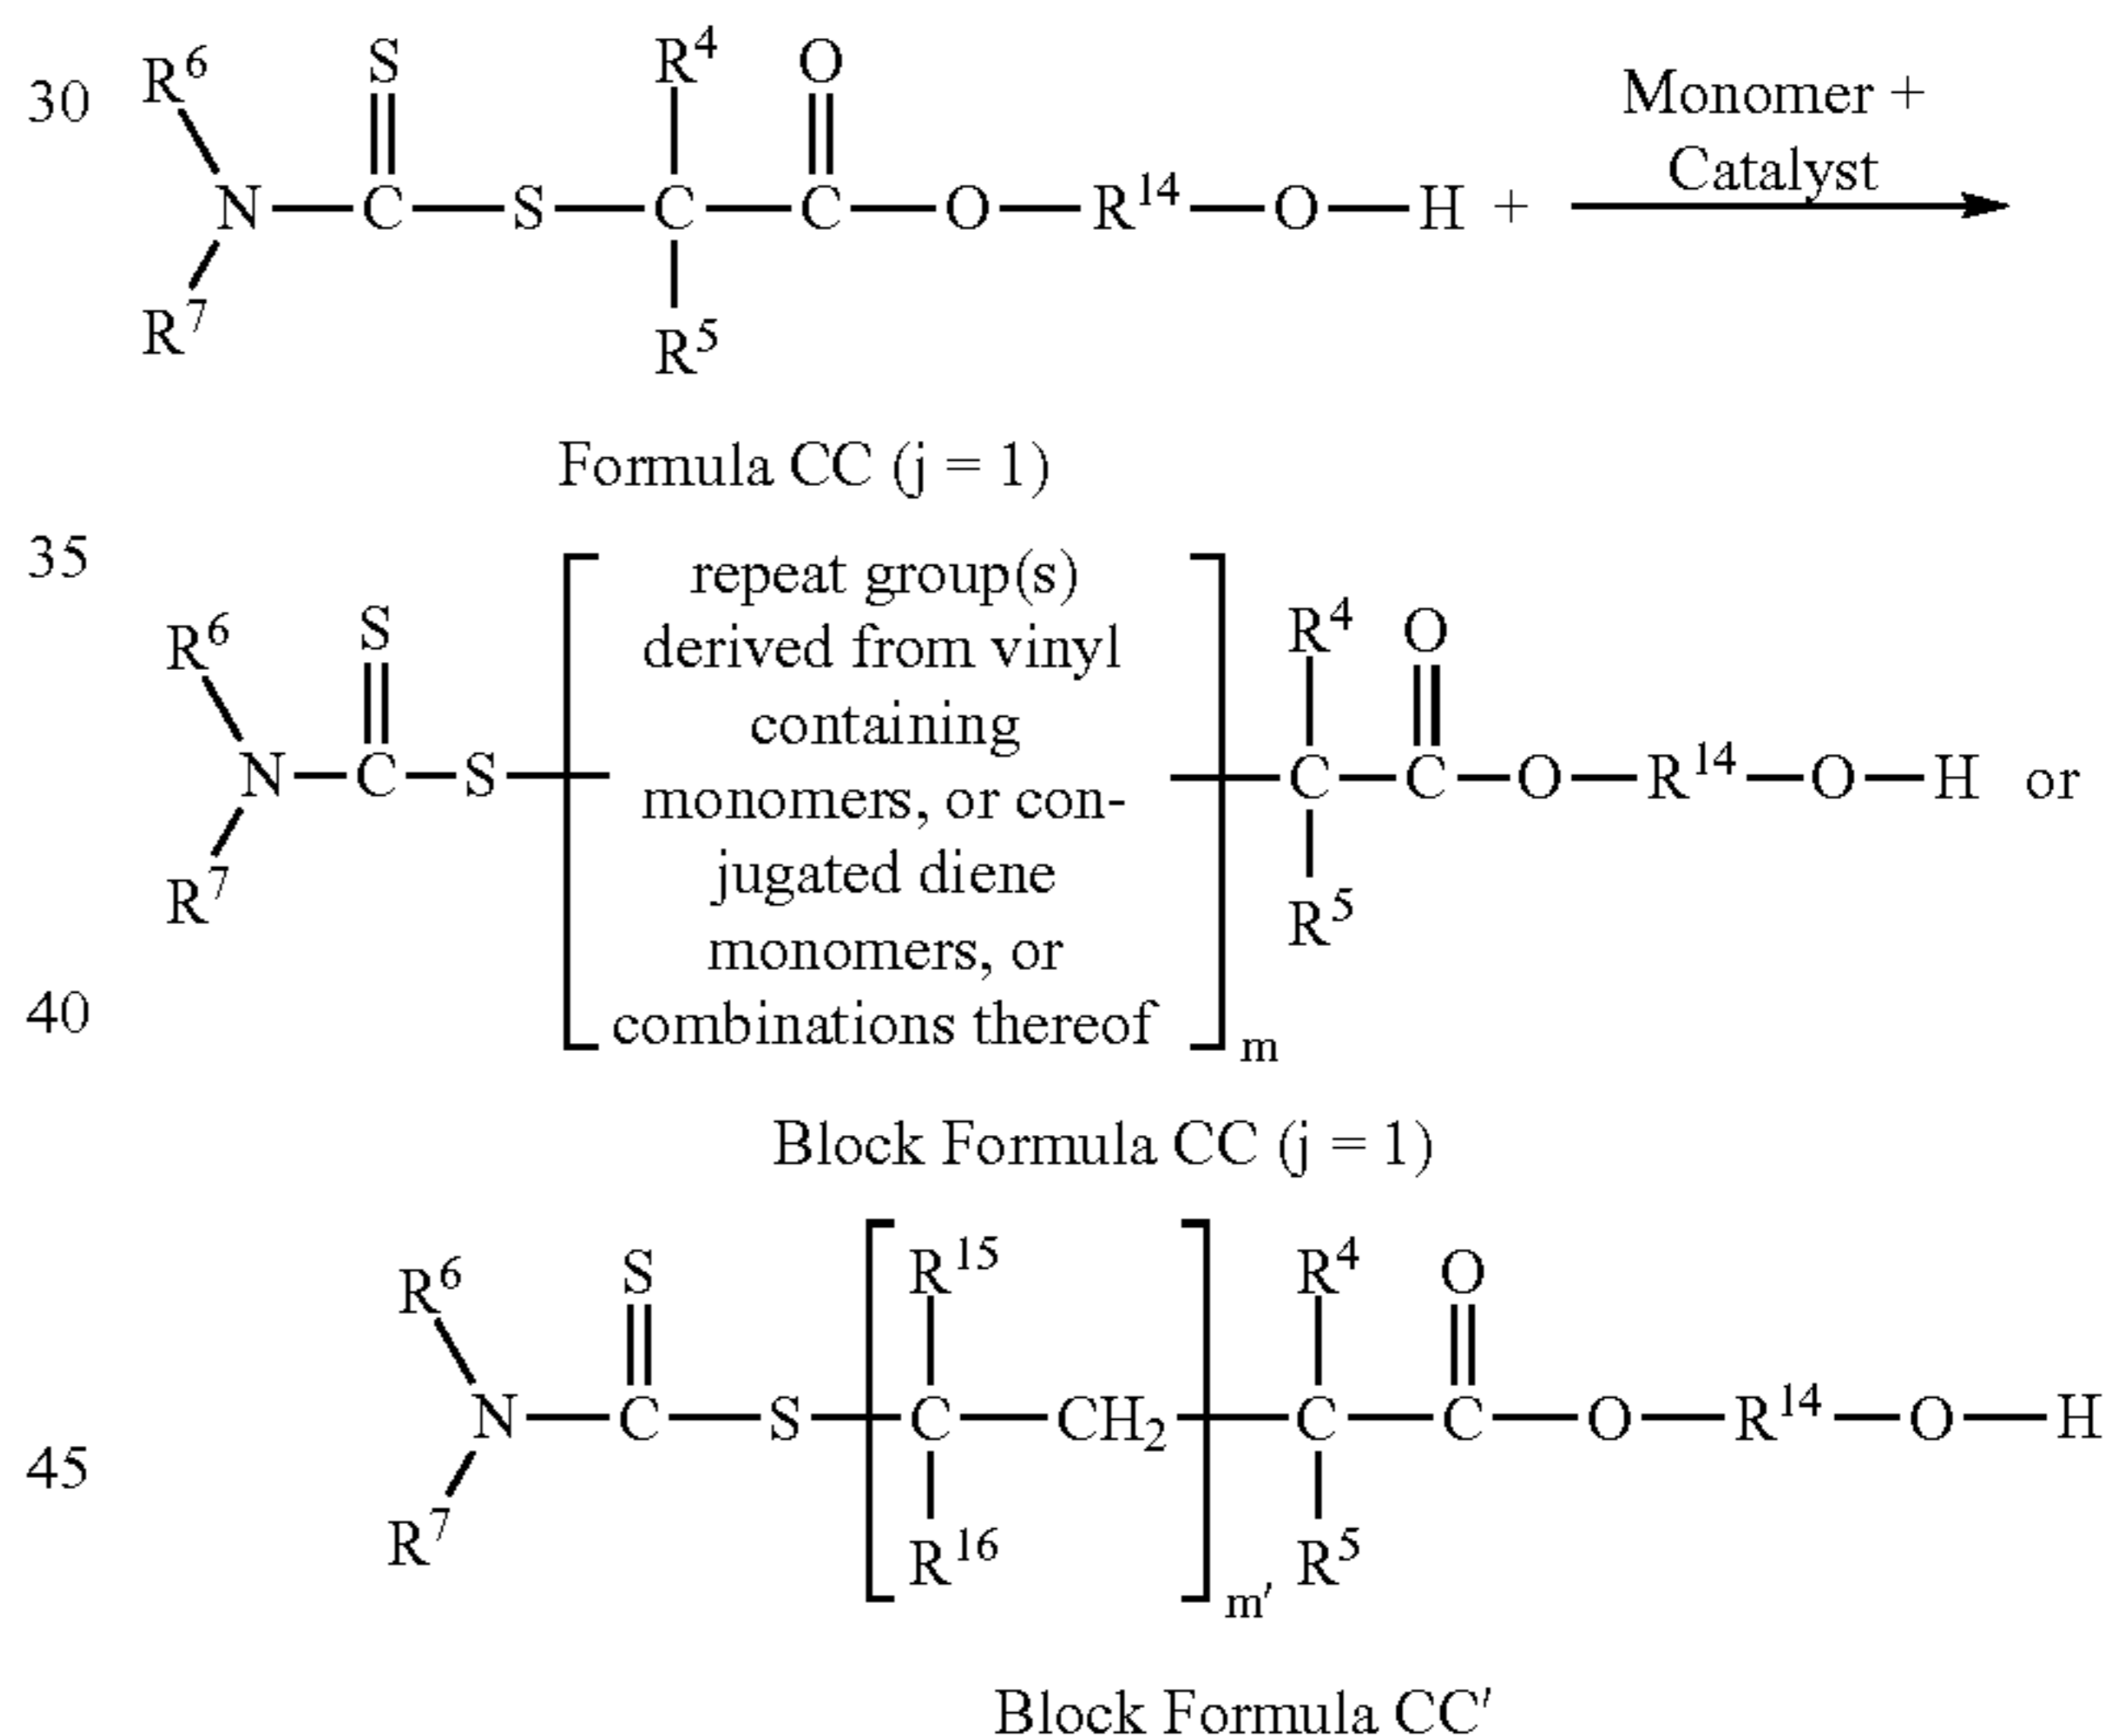 Monomer +
Catalyst
30 R⁶ S R⁴ O
N—C—S—C—C—O—R¹⁴—O—H +
R⁷ R⁵
Formula CC (j = 1)
35
repeat group(s)
derived from vinyl
containing
monomers, or con-
jugated diene
monomers, or
combinations thereof
R⁶ S R⁴ O
N—C—S—[ ]m—C—C—O—R¹⁴—O—H or
R⁷ R⁵
40
Block Formula CC (j = 1)
R⁶ S R¹⁵ R⁴ O
N—C—S—[C—CH₂]m′—C—C—O—R¹⁴—O—H
45
R⁷ R¹⁶ R⁵
Block Formula CC′